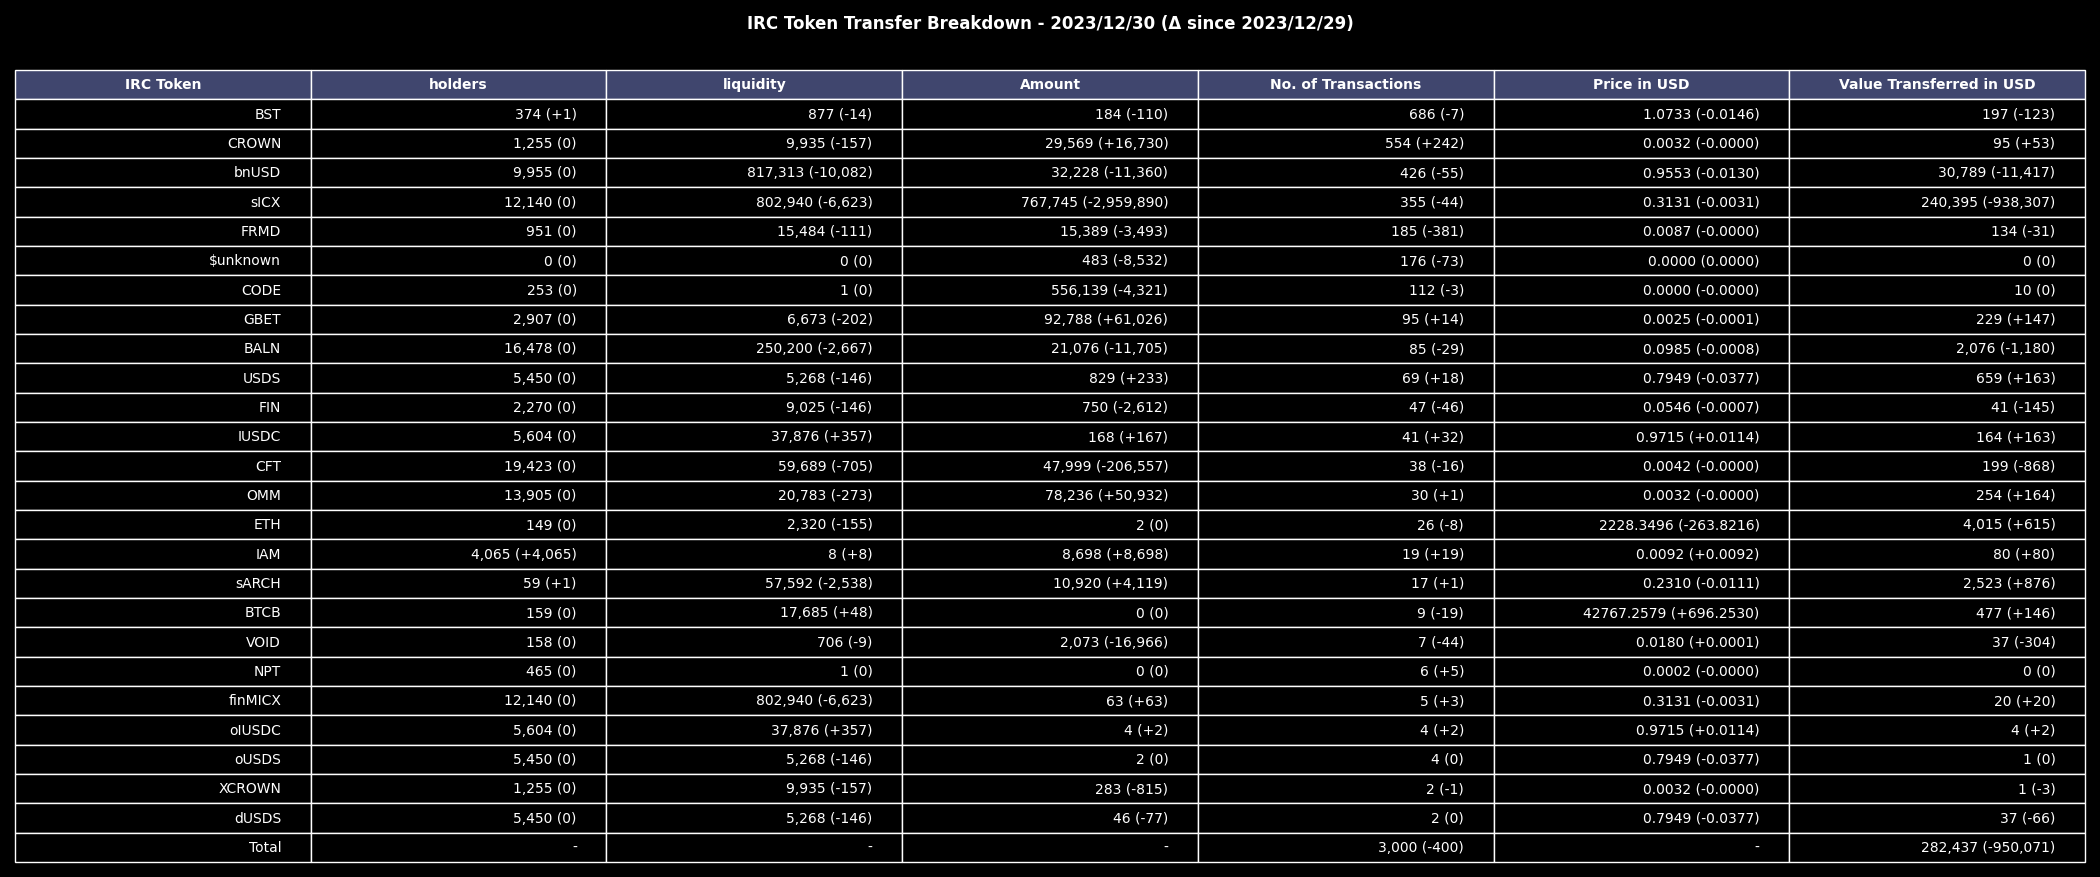 IRC Token Transfer Breakdown - 2023/12/30 (Δ since 2023/12/29)
IRC Token holders liquidity Amount No. of Transactions Price in USD Value Transferred in USD
BST 374 (+1) 877 (-14) 184 (-110) 686 (-7) 1.0733 (-0.0146) 197 (-123)
CROWN 1,255 (0) 9,935 (-157) 29,569 (+16,730) 554 (+242) 0.0032 (-0.0000) 95 (+53)
bnUSD 9,955 (0) 817,313 (-10,082) 32,228 (-11,360) 426 (-55) 0.9553 (-0.0130) 30,789 (-11,417)
sICX 12,140 (0) 802,940 (-6,623) 767,745 (-2,959,890) 355 (-44) 0.3131 (-0.0031) 240,395 (-938,307)
FRMD 951 (0) 15,484 (-111) 15,389 (-3,493) 185 (-381) 0.0087 (-0.0000) 134 (-31)
$unknown 0 (0) 0 (0) 483 (-8,532) 176 (-73) 0.0000 (0.0000) 0 (0)
CODE 253 (0) 1 (0) 556,139 (-4,321) 112 (-3) 0.0000 (-0.0000) 10 (0)
GBET 2,907 (0) 6,673 (-202) 92,788 (+61,026) 95 (+14) 0.0025 (-0.0001) 229 (+147)
BALN 16,478 (0) 250,200 (-2,667) 21,076 (-11,705) 85 (-29) 0.0985 (-0.0008) 2,076 (-1,180)
USDS 5,450 (0) 5,268 (-146) 829 (+233) 69 (+18) 0.7949 (-0.0377) 659 (+163)
FIN 2,270 (0) 9,025 (-146) 750 (-2,612) 47 (-46) 0.0546 (-0.0007) 41 (-145)
IUSDC 5,604 (0) 37,876 (+357) 168 (+167) 41 (+32) 0.9715 (+0.0114) 164 (+163)
CFT 19,423 (0) 59,689 (-705) 47,999 (-206,557) 38 (-16) 0.0042 (-0.0000) 199 (-868)
OMM 13,905 (0) 20,783 (-273) 78,236 (+50,932) 30 (+1) 0.0032 (-0.0000) 254 (+164)
ETH 149 (0) 2,320 (-155) 2 (0) 26 (-8) 2228.3496 (-263.8216) 4,015 (+615)
IAM 4,065 (+4,065) 8 (+8) 8,698 (+8,698) 19 (+19) 0.0092 (+0.0092) 80 (+80)
sARCH 59 (+1) 57,592 (-2,538) 10,920 (+4,119) 17 (+1) 0.2310 (-0.0111) 2,523 (+876)
BTCB 159 (0) 17,685 (+48) 0 (0) 9 (-19) 42767.2579 (+696.2530) 477 (+146)
VOID 158 (0) 706 (-9) 2,073 (-16,966) 7 (-44) 0.0180 (+0.0001) 37 (-304)
NPT 465 (0) 1 (0) 0 (0) 6 (+5) 0.0002 (-0.0000) 0 (0)
finMICX 12,140 (0) 802,940 (-6,623) 63 (+63) 5 (+3) 0.3131 (-0.0031) 20 (+20)
oIUSDC 5,604 (0) 37,876 (+357) 4 (+2) 4 (+2) 0.9715 (+0.0114) 4 (+2)
oUSDS 5,450 (0) 5,268 (-146) 2 (0) 4 (0) 0.7949 (-0.0377) 1 (0)
XCROWN 1,255 (0) 9,935 (-157) 283 (-815) 2 (-1) 0.0032 (-0.0000) 1 (-3)
dUSDS 5,450 (0) 5,268 (-146) 46 (-77) 2 (0) 0.7949 (-0.0377) 37 (-66)
Total - - - 3,000 (-400) - 282,437 (-950,071)